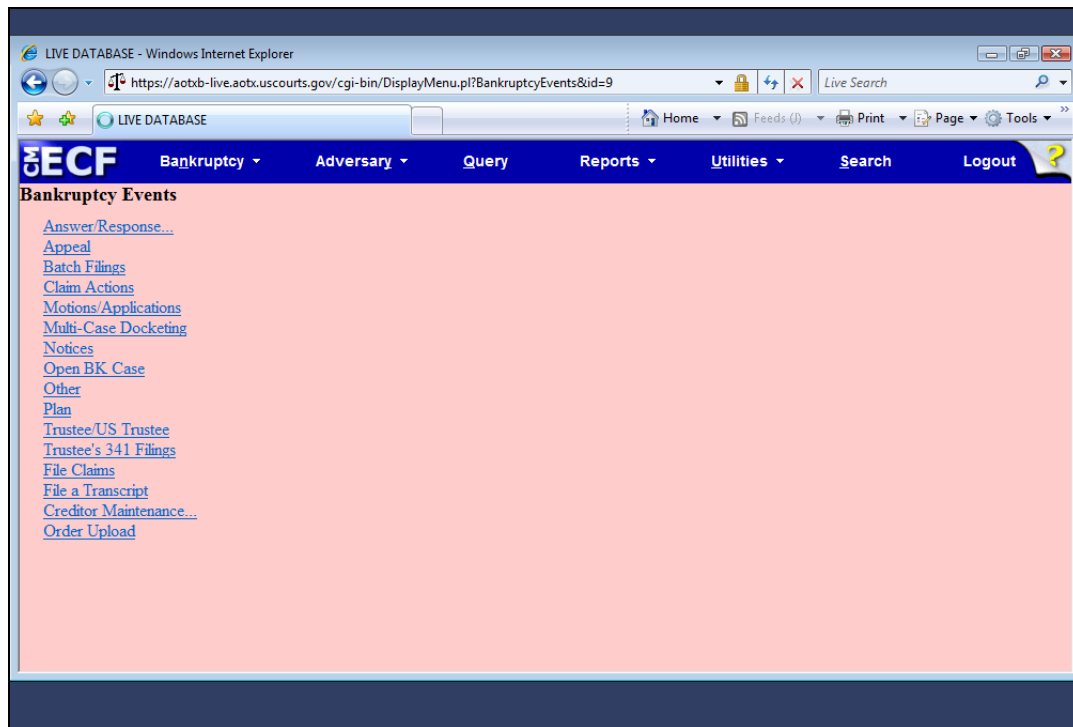 LIVE DATABASE - Windows Internet Explorer
https://aotxb-live.aotx.uscourts.gov/cgi-bin/DisplayMenu.pl?BankruptcyEvents&id=9 Live Search
LIVE DATABASE Home Feeds (J) Print Page Tools »
CM ECF Bankruptcy Adversary Query Reports Utilities Search Logout ?
Bankruptcy Events
Answer/Response...
Appeal
Batch Filings
Claim Actions
Motions/Applications
Multi-Case Docketing
Notices
Open BK Case
Other
Plan
Trustee/US Trustee
Trustee's 341 Filings
File Claims
File a Transcript
Creditor Maintenance...
Order Upload